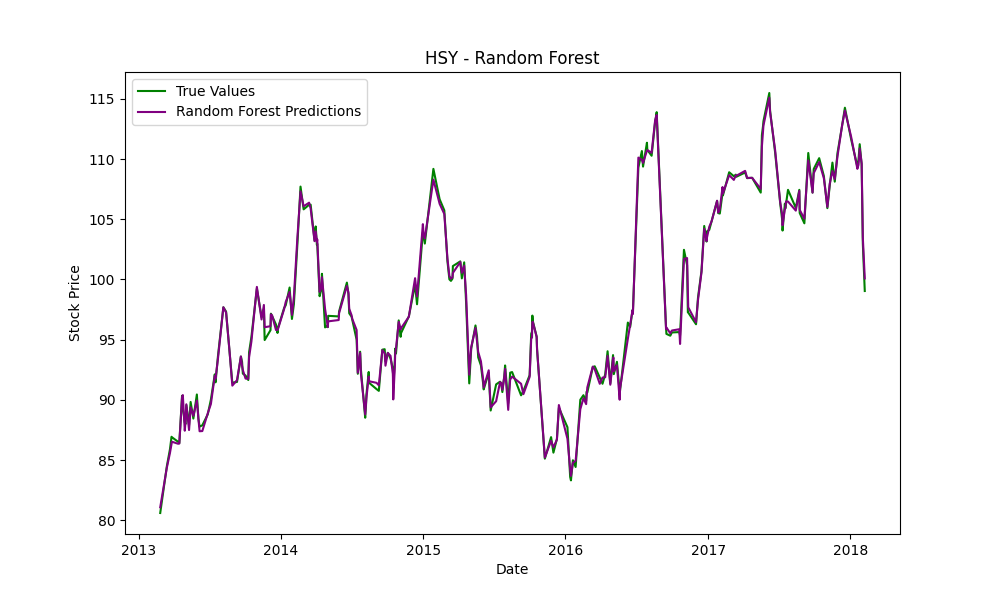 HSY - Random Forest
True Values
Random Forest Predictions
Stock Price
115
110
105
100
95
90
85
80
2013
2014
2015
2016
2017
2018
Date